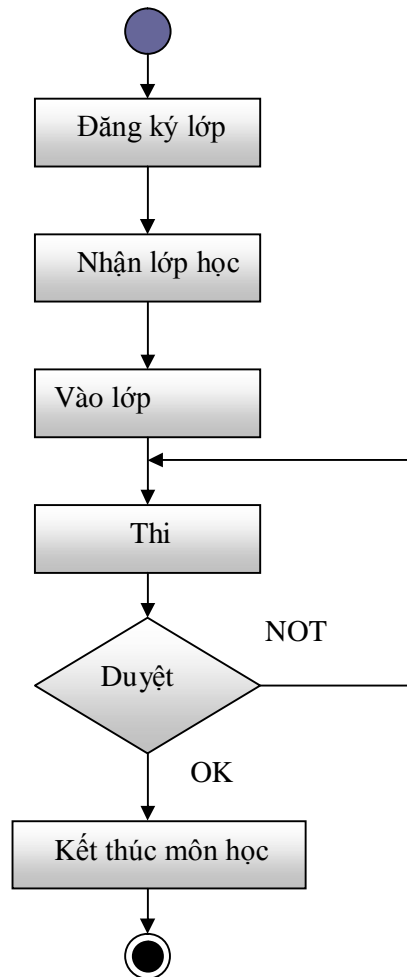 Đăng ký lớp
Nhận lớp học
Vào lớp
Thi
NOT
Duyệt
OK
Kết thúc môn học